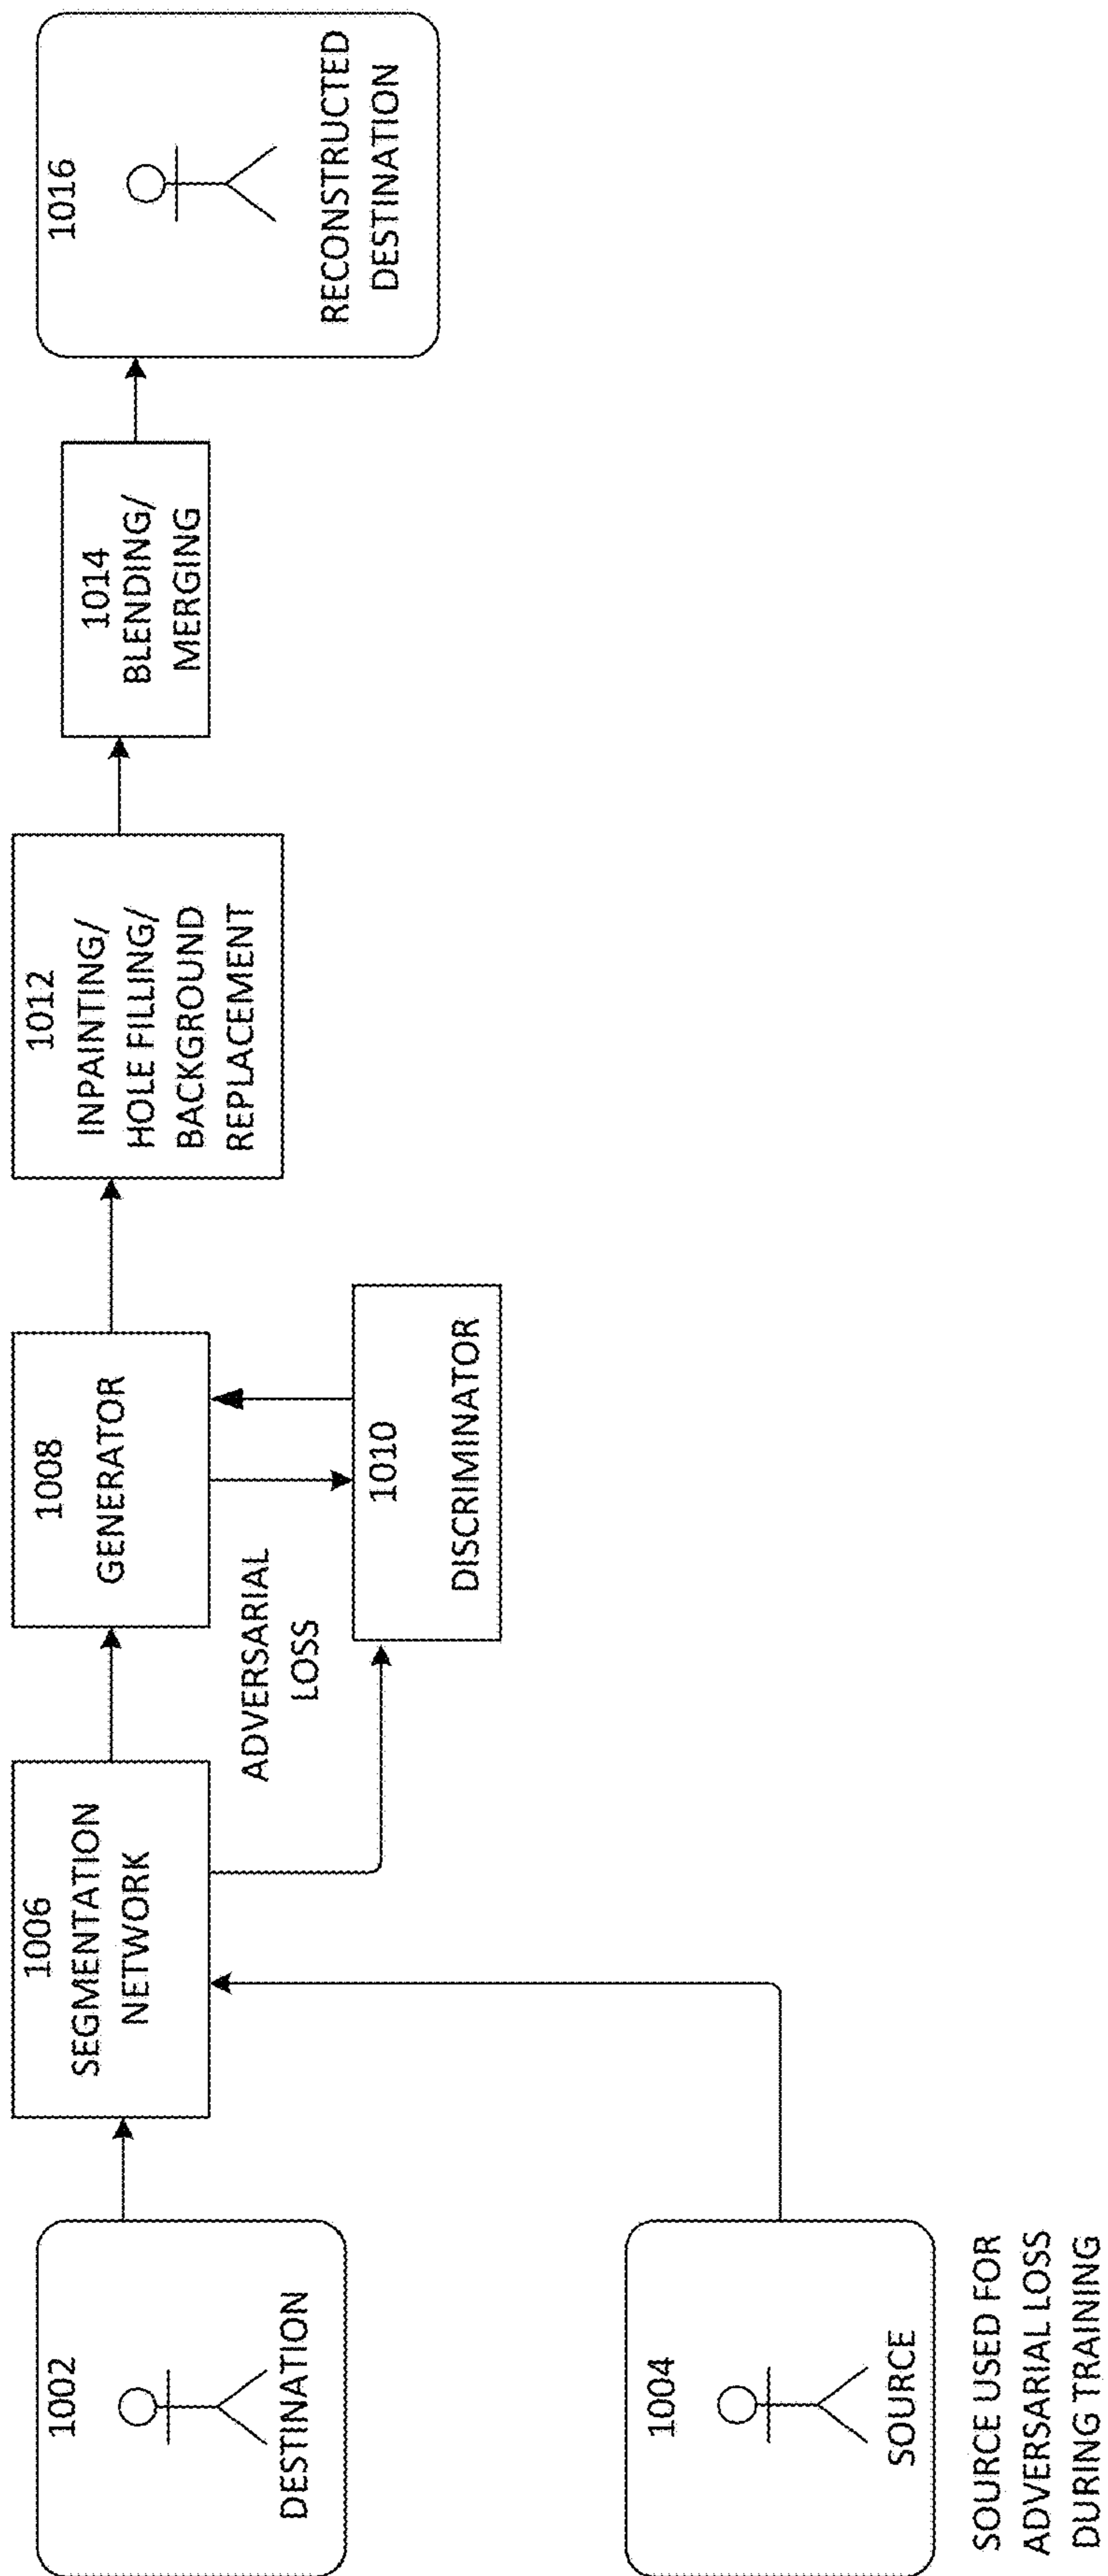 1002
DESTINATION
1004
SOURCE
SOURCE USED FOR
ADVERSARIAL LOSS
DURING TRAINING
1006
SEGMENTATION
NETWORK
ADVERSARIAL
LOSS
1008
GENERATOR
1010
DISCRIMINATOR
1012
INPAINTING/
HOLE FILLING/
BACKGROUND
REPLACEMENT
1014
BLENDING/
MERGING
1016
RECONSTRUCTED
DESTINATION